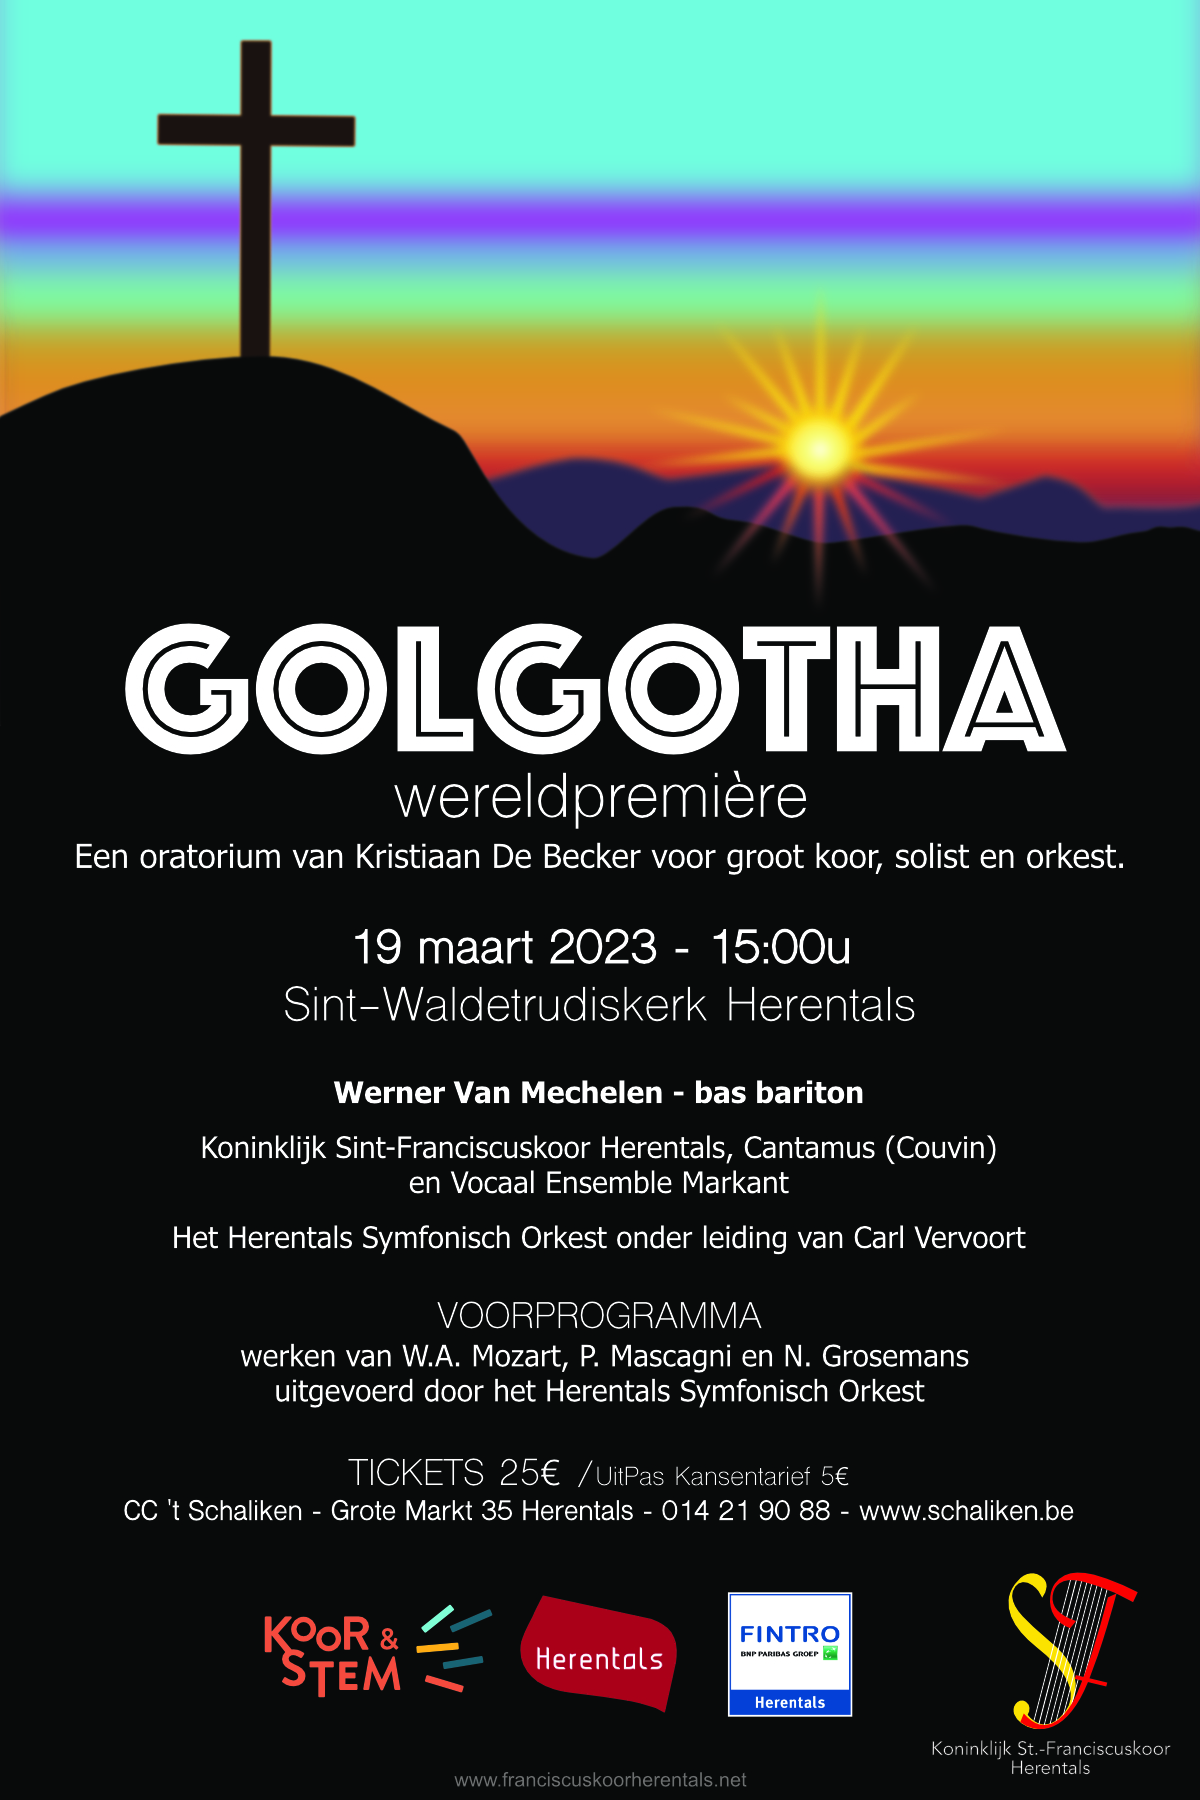 GOLGOTHA
wereldpremière
Een oratorium van Kristiaan De Becker voor groot koor, solist en orkest.
19 maart 2023 - 15:00u
Sint-Waldetrudiskerk Herentals
Werner Van Mechelen - bas bariton
Koninklijk Sint-Franciscuskoor Herentals, Cantamus (Couvin)
en Vocaal Ensemble Markant
Het Herentals Symfonisch Orkest onder leiding van Carl Vervoort
VOORPROGRAMMA
werken van W.A. Mozart, P. Mascagni en N. Grosemans
uitgevoerd door het Herentals Symfonisch Orkest
TICKETS 25€ /UitPas Kansentarief 5€
CC 't Schaliken - Grote Markt 35 Herentals - 014 21 90 88 - www.schaliken.be
KOOR &
STEM
Herentals
FINTRO
BNP PARIBAS GROEP
Herentals
SF
Koninklijk St.-Franciscuskoor
Herentals
www.franciscuskoorherentals.net